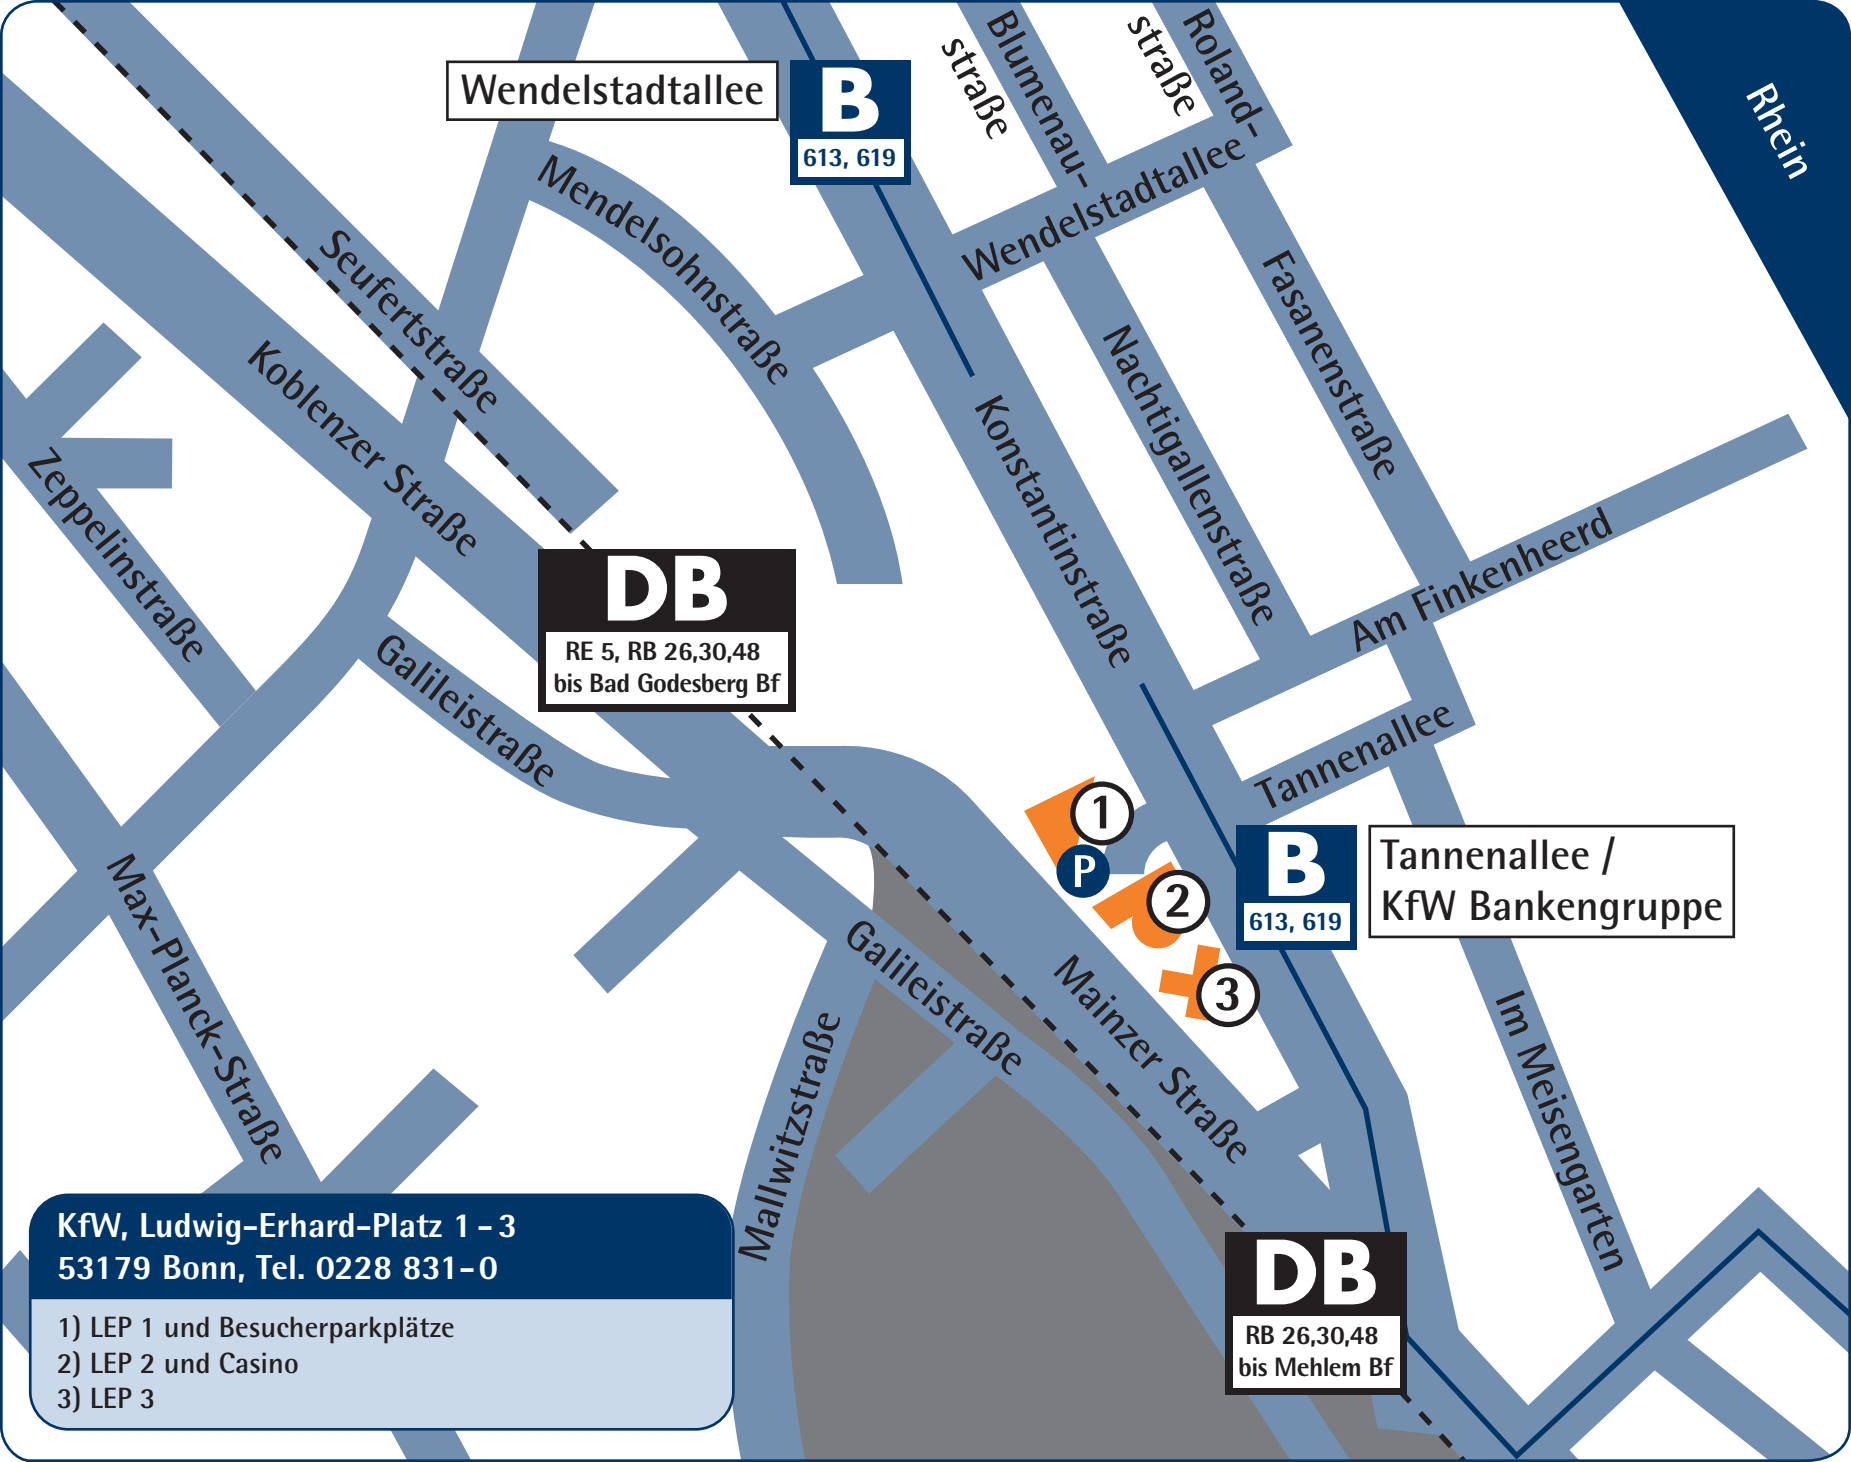 Wendelstadtallee
B
613, 619
Blumenau-
straße
Roland-
straße
Rhein
Wendelstadtallee
Mendelsohnstraße
Seufertstraße
Koblenzer Straße
Zeppelinstraße
Fasanenstraße
Nachtigallenstraße
Konstantinstraße
Am Finkenheerd
DB
RE 5, RB 26,30,48
bis Bad Godesberg Bf
Galileistraße
Tannenallee
1
P
2
3
B
613, 619
Tannenallee /
KfW Bankengruppe
Max-Planck-Straße
Galileistraße
Mainzer Straße
Mallwitzstraße
Im Meisengarten
DB
RB 26,30,48
bis Mehlem Bf
KfW, Ludwig-Erhard-Platz 1 - 3
53179 Bonn, Tel. 0228 831-0
1) LEP 1 und Besucherparkplätze
2) LEP 2 und Casino
3) LEP 3